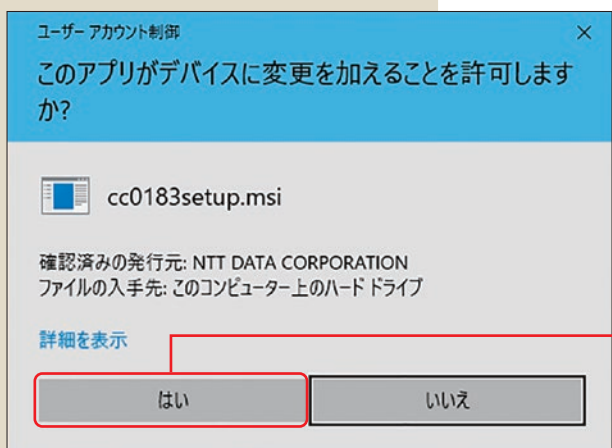 ユーザー アカウント制御
このアプリがデバイスに変更を加えることを許可します
か?
cc0183setup.msi
確認済みの発行元: NTT DATA CORPORATION
ファイルの入手先: このコンピューター上のハード ドライブ
詳細を表示
はい
いいえ